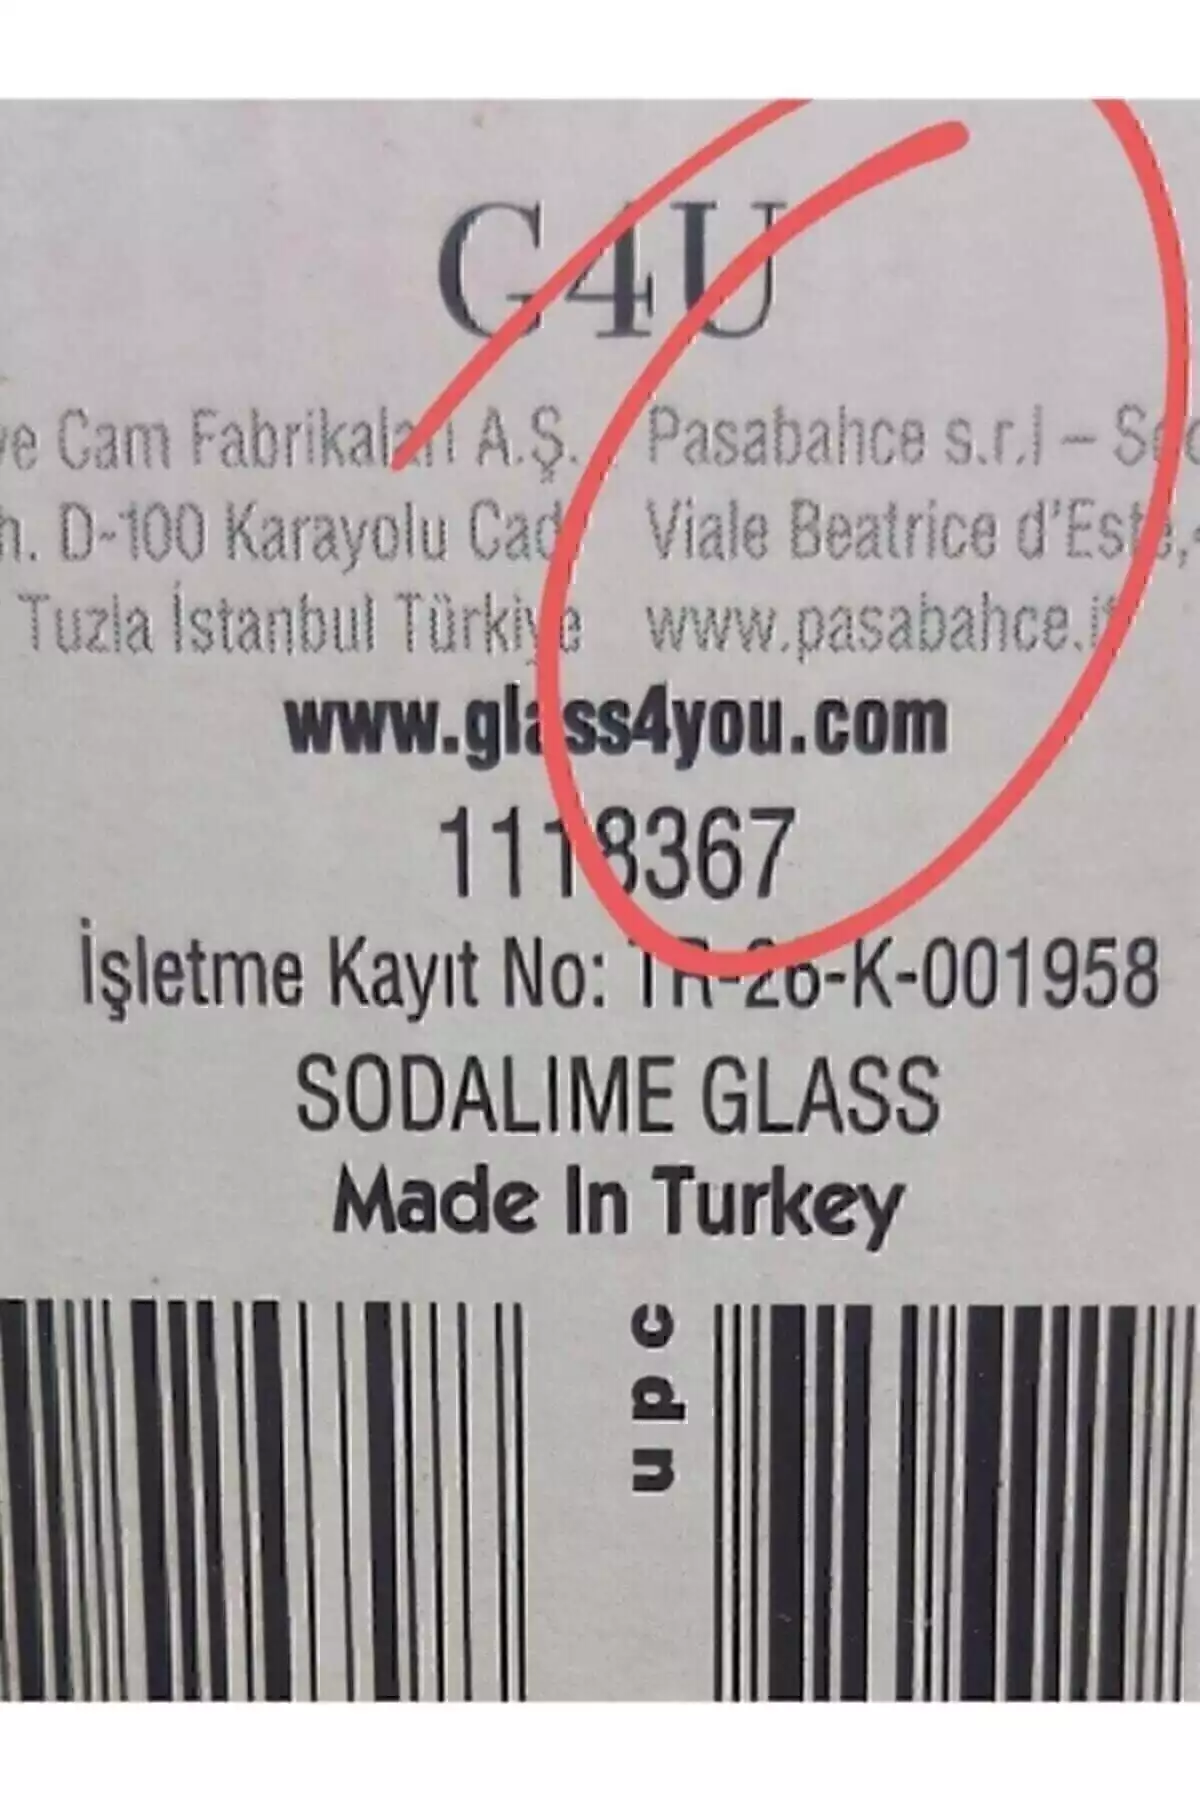 G4U
ve Cam Fabrikaları A.Ş. Pasabahce s.r.l –
h. D-100 Karayolu Cad. Viale Beatrice d'Este,
Tuzla İstanbul Türkiye www.pasabahce.it
www.glass4you.com
1118367
İşletme Kayıt No: TR-26-K-001958
SODALIME GLASS
Made In Turkey
upc